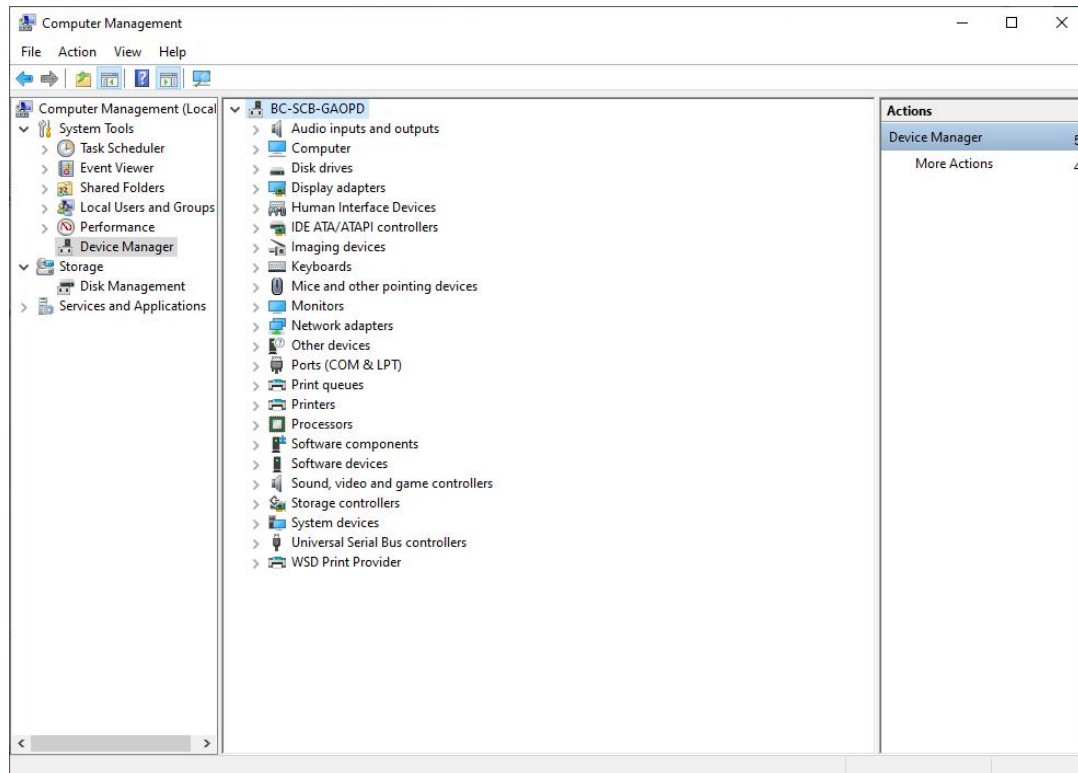 Computer Management
File Action View Help
Computer Management (Local
System Tools
Task Scheduler
Event Viewer
Shared Folders
Local Users and Groups
Performance
Device Manager
Storage
Disk Management
Services and Applications
BC-SCB-GAOPD
Audio inputs and outputs
Computer
Disk drives
Display adapters
Human Interface Devices
IDE ATA/ATAPI controllers
Imaging devices
Keyboards
Mice and other pointing devices
Monitors
Network adapters
Other devices
Ports (COM & LPT)
Print queues
Printers
Processors
Software components
Software devices
Sound, video and game controllers
Storage controllers
System devices
Universal Serial Bus controllers
WSD Print Provider
Actions
Device Manager
More Actions